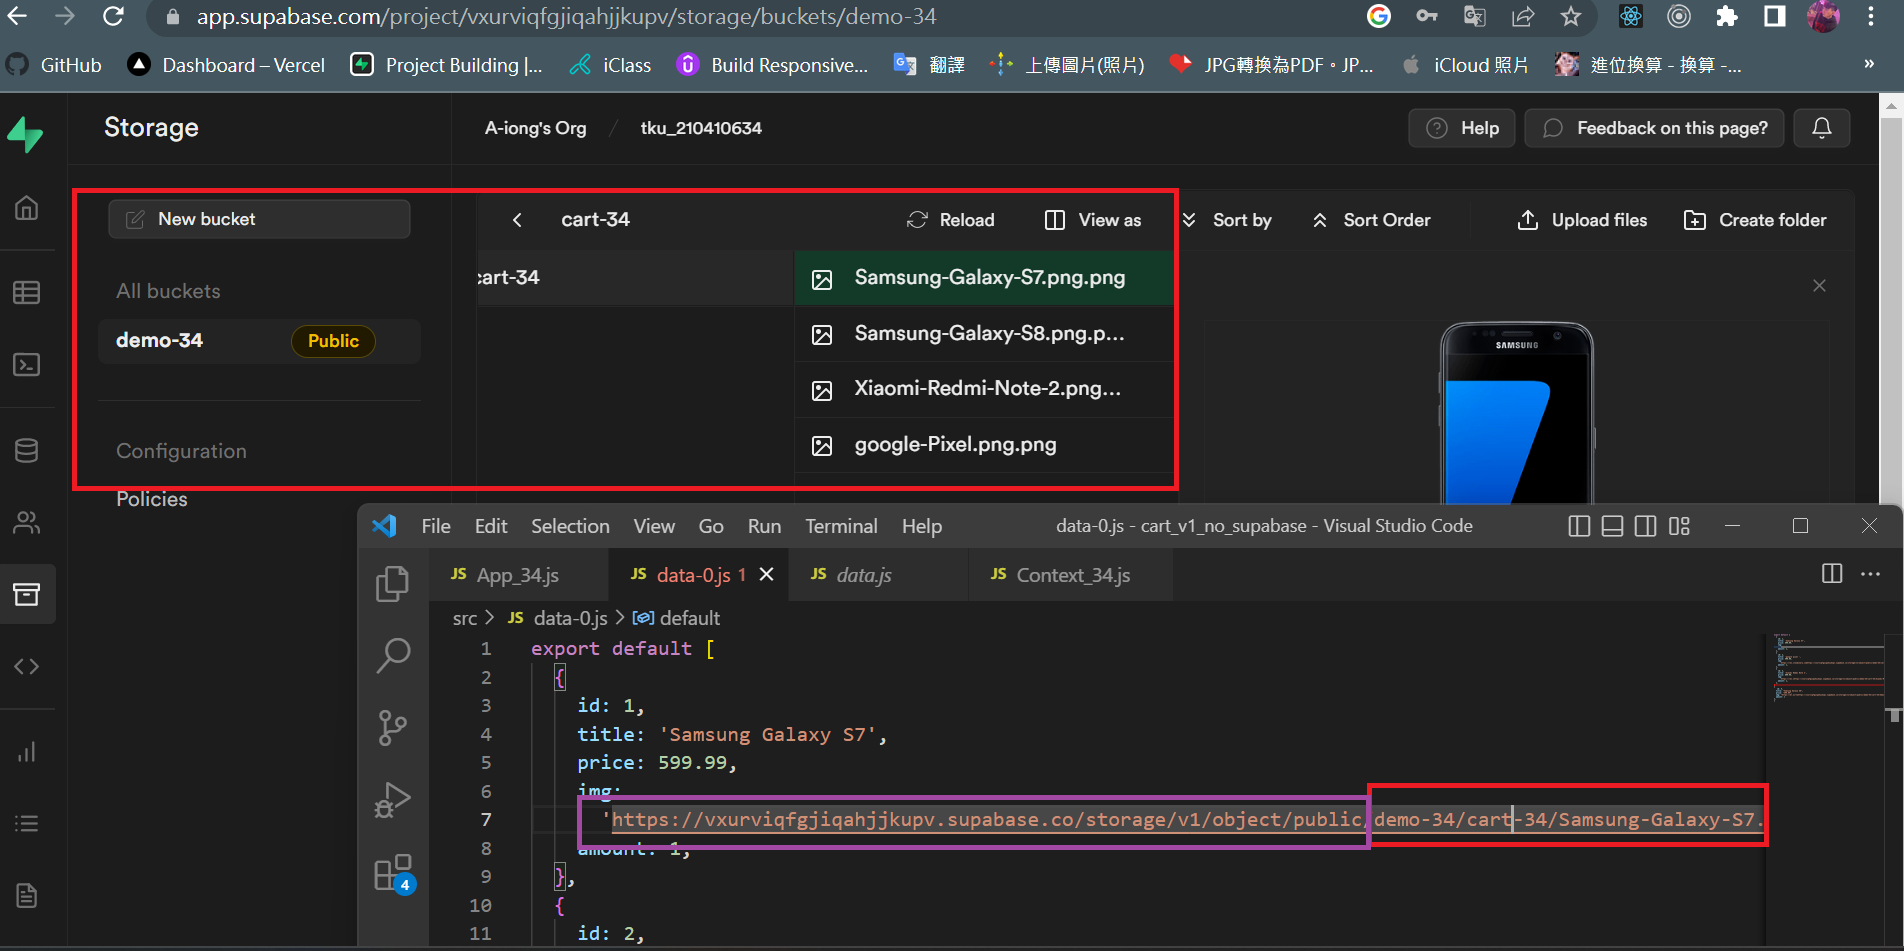 app.supabase.com/project/vxurviqfgjiqahjjkupv/storage/buckets/demo-34
GitHub Dashboard – Vercel Project Building |... iClass Build Responsive... 翻譯 上傳圖片(照片) JPG轉換為PDF。JP... iCloud 照片 進位換算 - 換算 -... »
Storage A-iong's Org / tku_210410634 Help Feedback on this page?
New bucket cart-34 Reload View as Sort by Sort Order Upload files Create folder
All buckets cart-34 Samsung-Galaxy-S7.png.png
demo-34 Public Samsung-Galaxy-S8.png.p...
SAMSUNG
Xiaomi-Redmi-Note-2.png...
Configuration google-Pixel.png.png
Policies
File Edit Selection View Go Run Terminal Help data-0.js - cart_v1_no_supabase - Visual Studio Code
JS App_34.js JS data-0.js 1 JS data.js JS Context_34.js
src > JS data-0.js > default
1 export default [
2 {
3 id: 1,
4 title: 'Samsung Galaxy S7',
5 price: 599.99,
6 img:
7 'https://vxurviqfgjiqahjjkupv.supabase.co/storage/v1/object/public/demo-34/cart-34/Samsung-Galaxy-S7.
8 amount: 1,
9 },
10 {
11 id: 2,
4